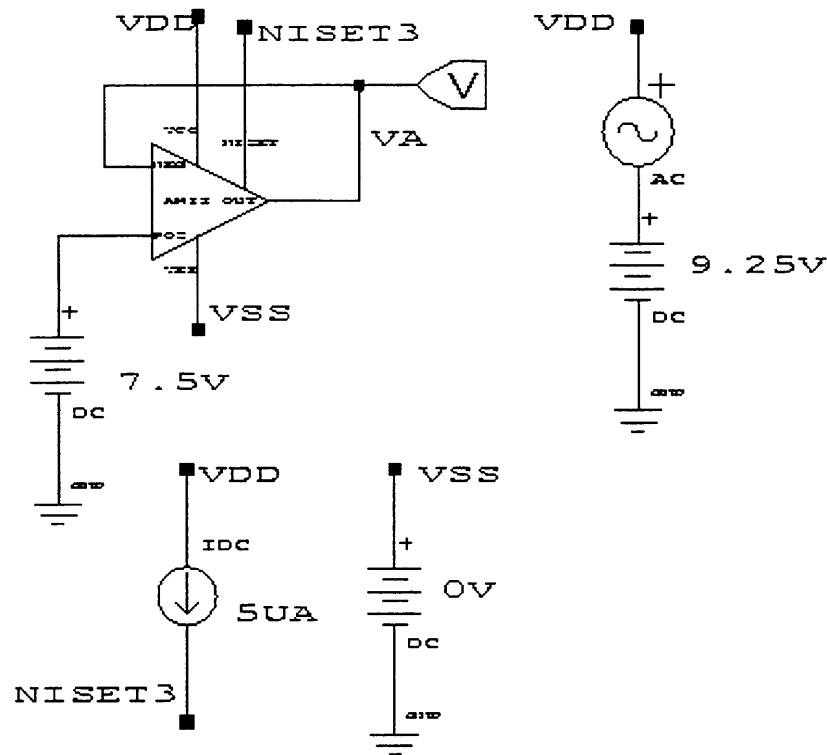 VDD
NISET3
VDD
V
VA
AC
OUT
9.25V
DC
VSS
7.5V
DC
VDD
VSS
IDC
5UA
0V
DC
NISET3